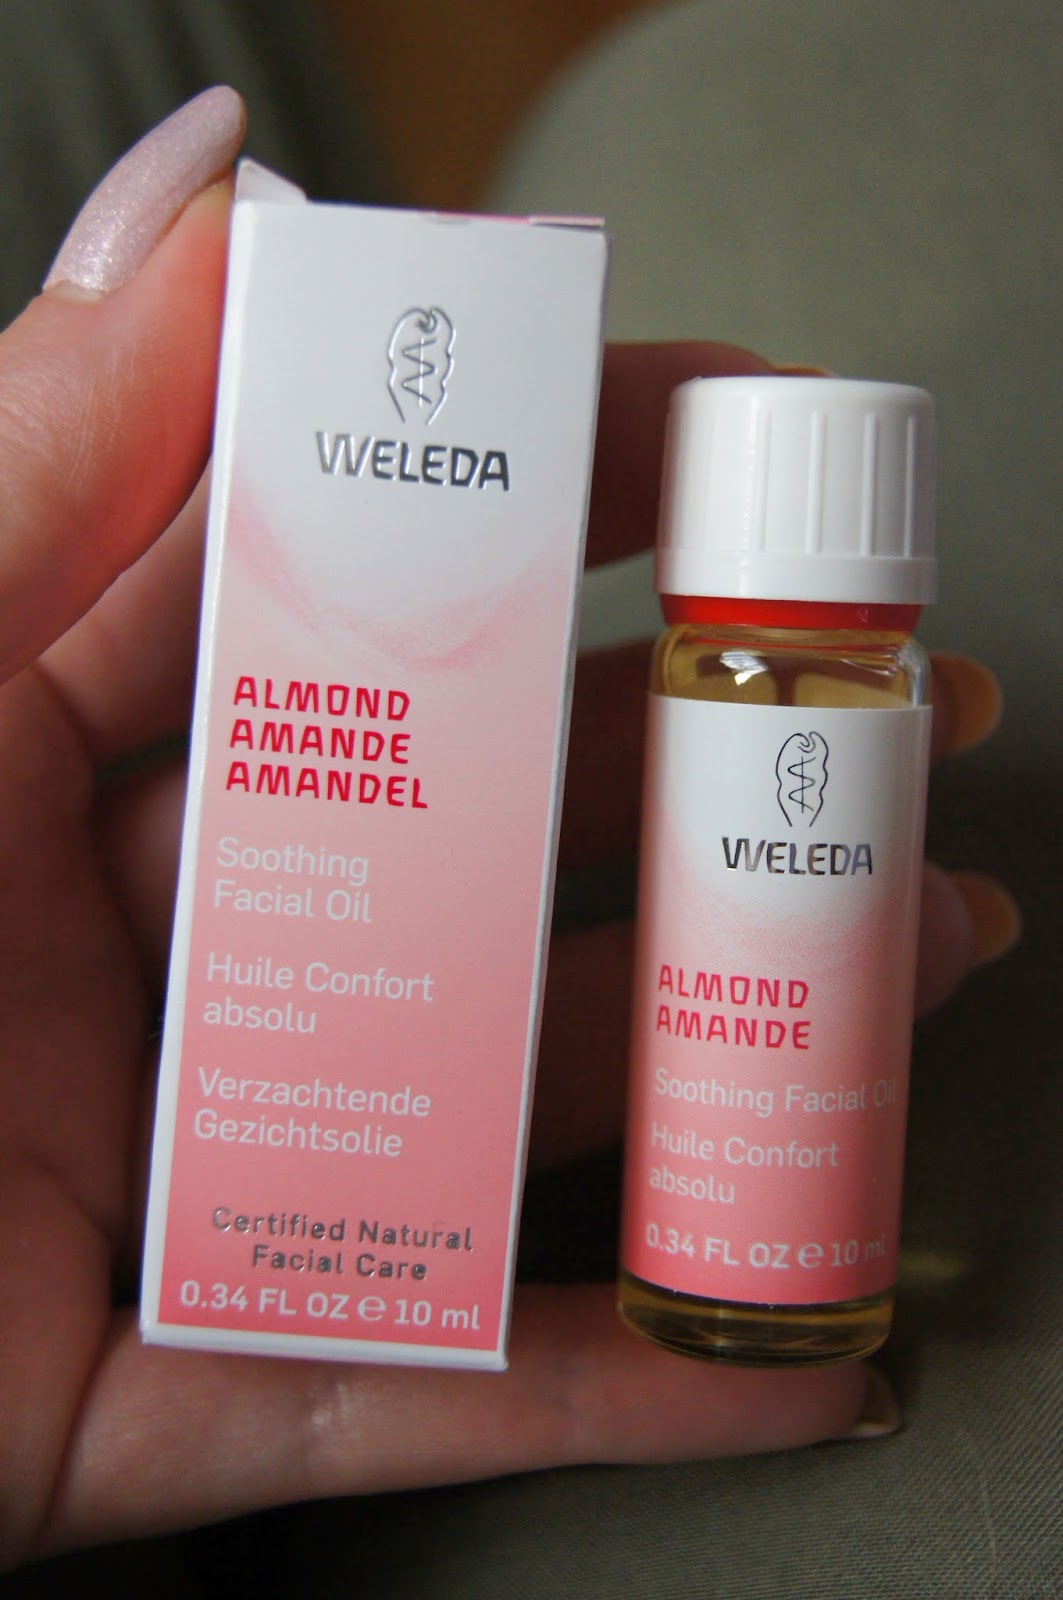 WELEDA
ALMOND
AMANDE
AMANDEL
Soothing
Facial Oil
Huile Confort
absolu
Verzachtende
Gezichtsolie
Certified Natural
Facial Care
0.34 FL OZ ℮ 10 ml
WELEDA
ALMOND
AMANDE
Soothing Facial Oil
Huile Confort
absolu
0.34 FL OZ ℮ 10 ml